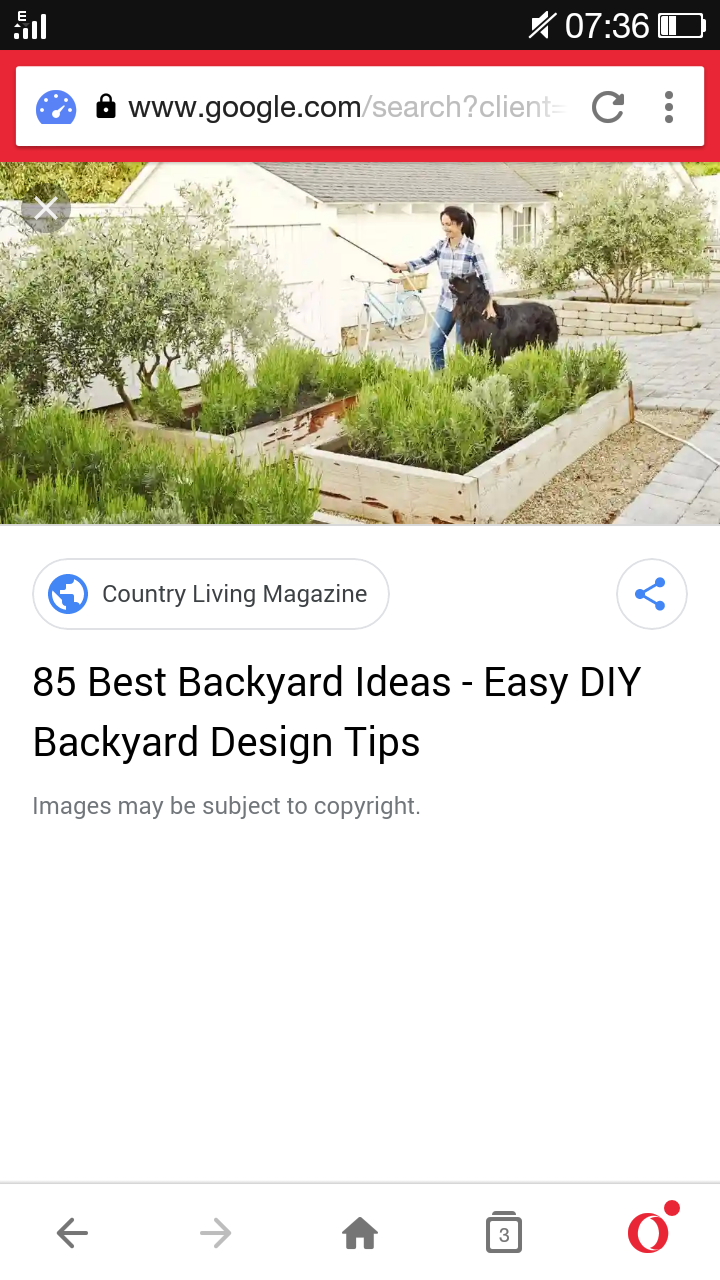 E
07:36
www.google.com/search?client=
Country Living Magazine
85 Best Backyard Ideas - Easy DIY
Backyard Design Tips
Images may be subject to copyright.
3